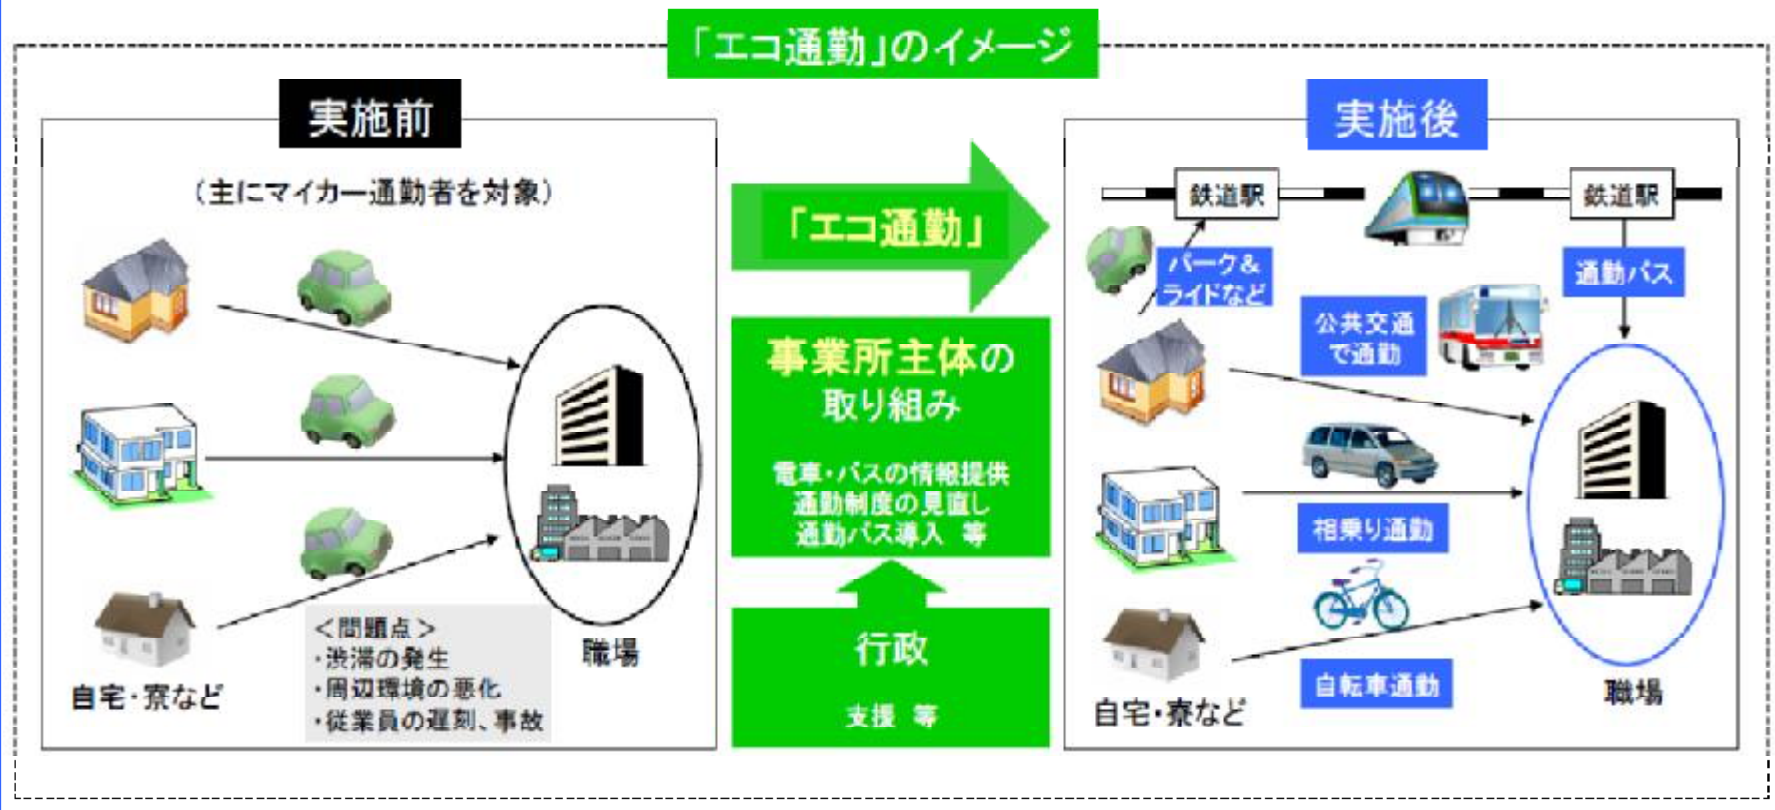 「エコ通勤」のイメージ
実施前
（主にマイカー通勤者を対象）
自宅・寮など
＜問題点＞
・渋滞の発生
・周辺環境の悪化
・従業員の遅刻、事故
職場
「エコ通勤」
事業所主体の
取り組み
電車・バスの情報提供
通勤制度の見直し
通勤バス導入 等
行政
支援 等
実施後
鉄道駅
鉄道駅
パーク&
ライドなど
通勤バス
公共交通
で通勤
相乗り通勤
自転車通勤
自宅・寮など
職場